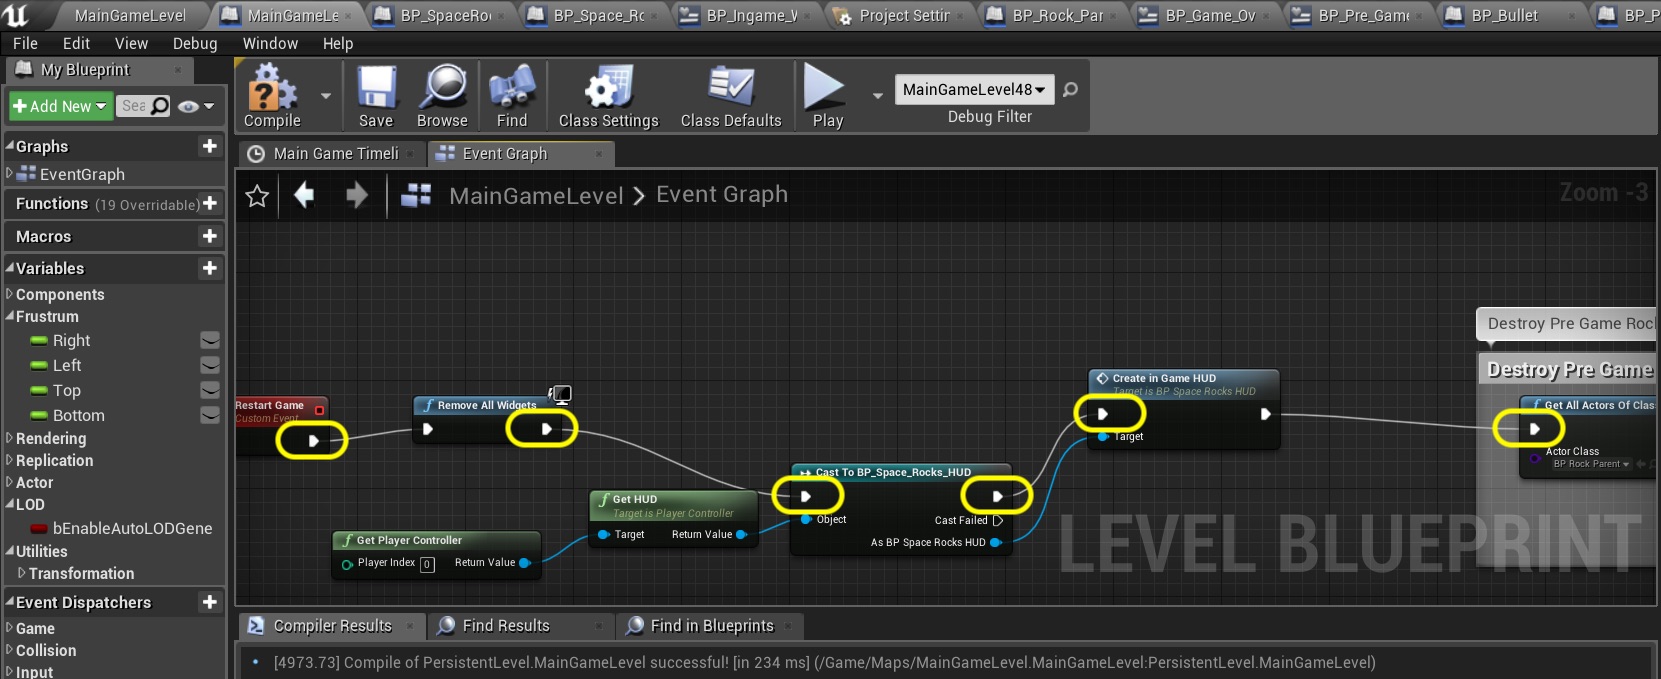 MainGameLevel
MainGameLe
BP_SpaceRo
BP_Space_Rc
BP_Ingame_W
Project Settin
BP_Rock_Par
BP_Game_Ov
BP_Pre_Game
BP_Bullet
BP_P
File Edit View Debug Window Help
My Blueprint
Add New
Sea
Compile
Save
Browse
Find
Class Settings
Class Defaults
Play
MainGameLevel48
Debug Filter
Graphs
EventGraph
Functions (19 Overridable)
Macros
Variables
Components
Frustrum
Right
Left
Top
Bottom
Rendering
Replication
Actor
LOD
bEnableAutoLODGene
Utilities
Transformation
Event Dispatchers
Game
Collision
Input
Main Game Timeli
Event Graph
MainGameLevel > Event Graph
Zoom -3
Restart Game
Custom Event
Remove All Widgets
Get Player Controller
Player Index 0
Return Value
Get HUD
Target is Player Controller
Target
Return Value
Cast To BP_Space_Rocks_HUD
Object
Cast Failed
As BP Space Rocks HUD
Create in Game HUD
Target is BP Space Rocks HUD
Target
Destroy Pre Game Roc
Destroy Pre Game
Get All Actors Of Clas
Actor Class
BP Rock Parent
LEVEL BLUEPRINT
Compiler Results
Find Results
Find in Blueprints
[4973.73] Compile of PersistentLevel.MainGameLevel successful! [in 234 ms] (/Game/Maps/MainGameLevel.MainGameLevel:PersistentLevel.MainGameLevel)